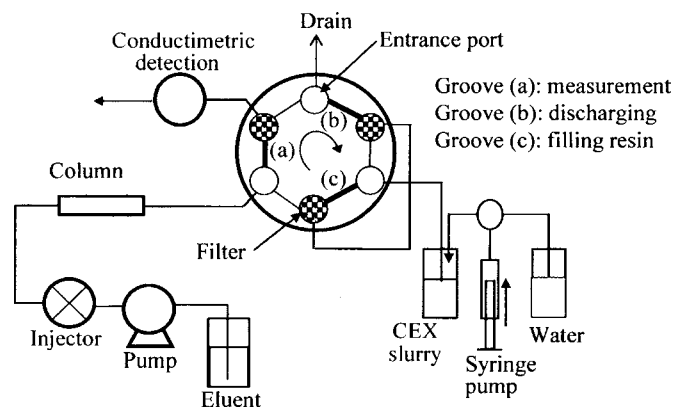 Drain
Conductimetric
detection
Entrance port
Groove (a): measurement
Groove (b): discharging
Groove (c): filling resin
(b)
(a)
(c)
Column
Filter
Injector
Pump
Eluent
CEX
slurry
Syringe
pump
Water